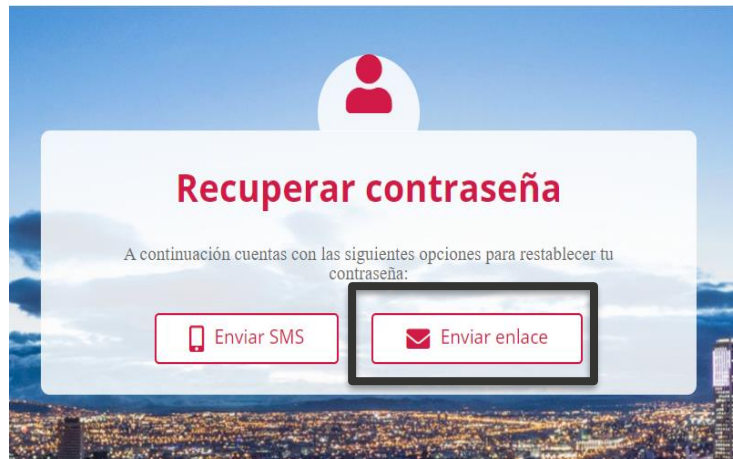 Recuperar contraseña
A continuación cuentas con las siguientes opciones para restablecer tu
contraseña:
Enviar SMS
Enviar enlace